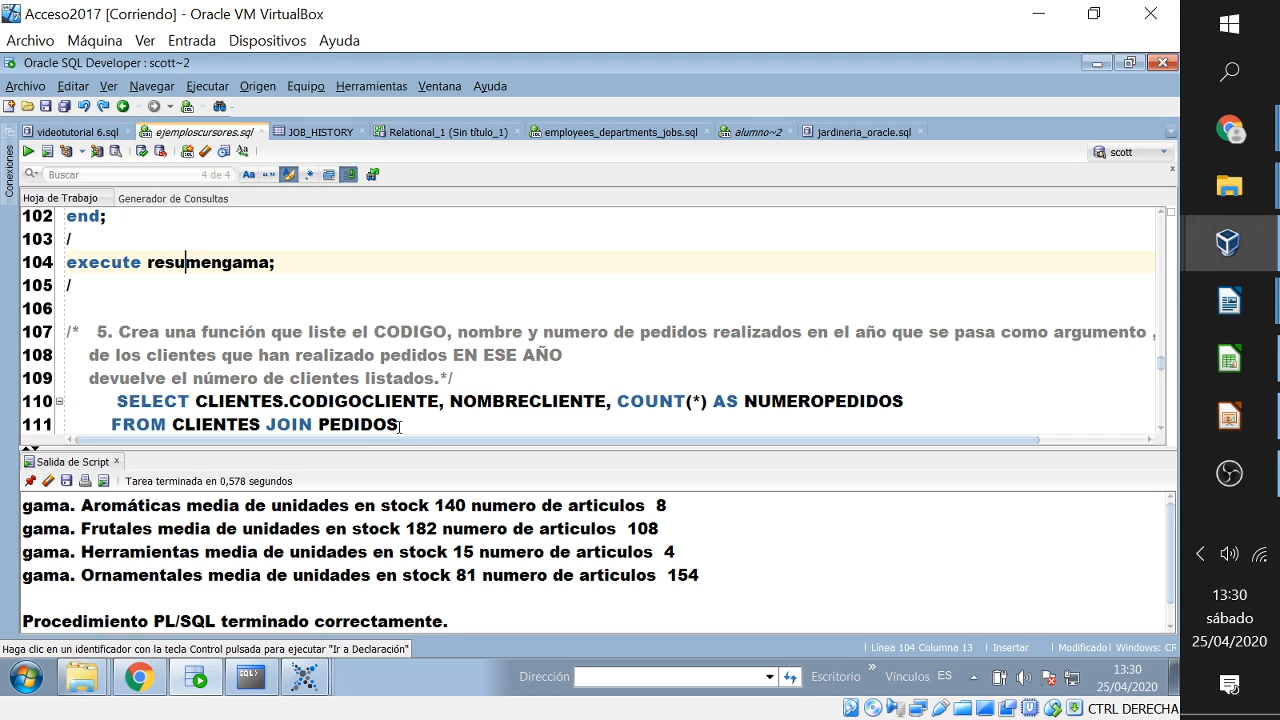 Acceso2017 [Corriendo] - Oracle VM VirtualBox
Archivo Máquina Ver Entrada Dispositivos Ayuda
Oracle SQL Developer : scott~2
Archivo Editar Ver Navegar Ejecutar Origen Equipo Herramientas Ventana Ayuda
videotutorial 6.sql ejemploscursores.sql JOB_HISTORY Relational_1 (Sin título_1) employees_departments_jobs.sql alumno~2 jardineria_oracle.sql
scott
Conexiones
Buscar 4 de 4 Aa
Hoja de Trabajo Generador de Consultas
102 end;
103 /
104 execute resumengama;
105 /
106
107 /* 5. Crea una función que liste el CODIGO, nombre y numero de pedidos realizados en el año que se pasa como argumento ,
108 de los clientes que han realizado pedidos EN ESE AÑO
109 devuelve el número de clientes listados.*/
110 SELECT CLIENTES.CODIGOCLIENTE, NOMBRECLIENTE, COUNT(*) AS NUMEROPEDIDOS
111 FROM CLIENTES JOIN PEDIDOS
Salida de Script
Tarea terminada en 0,578 segundos
gama. Aromáticas media de unidades en stock 140 numero de articulos 8
gama. Frutales media de unidades en stock 182 numero de articulos 108
gama. Herramientas media de unidades en stock 15 numero de articulos 4
gama. Ornamentales media de unidades en stock 81 numero de articulos 154
Procedimiento PL/SQL terminado correctamente.
Haga clic en un identificador con la tecla Control pulsada para ejecutar "Ir a Declaración"
Línea 104 Columna 13 Insertar Modificado Windows: CR
Dirección Escritorio » Vínculos ES
13:30
25/04/2020
CTRL DERECHA
13:30
sábado
25/04/2020